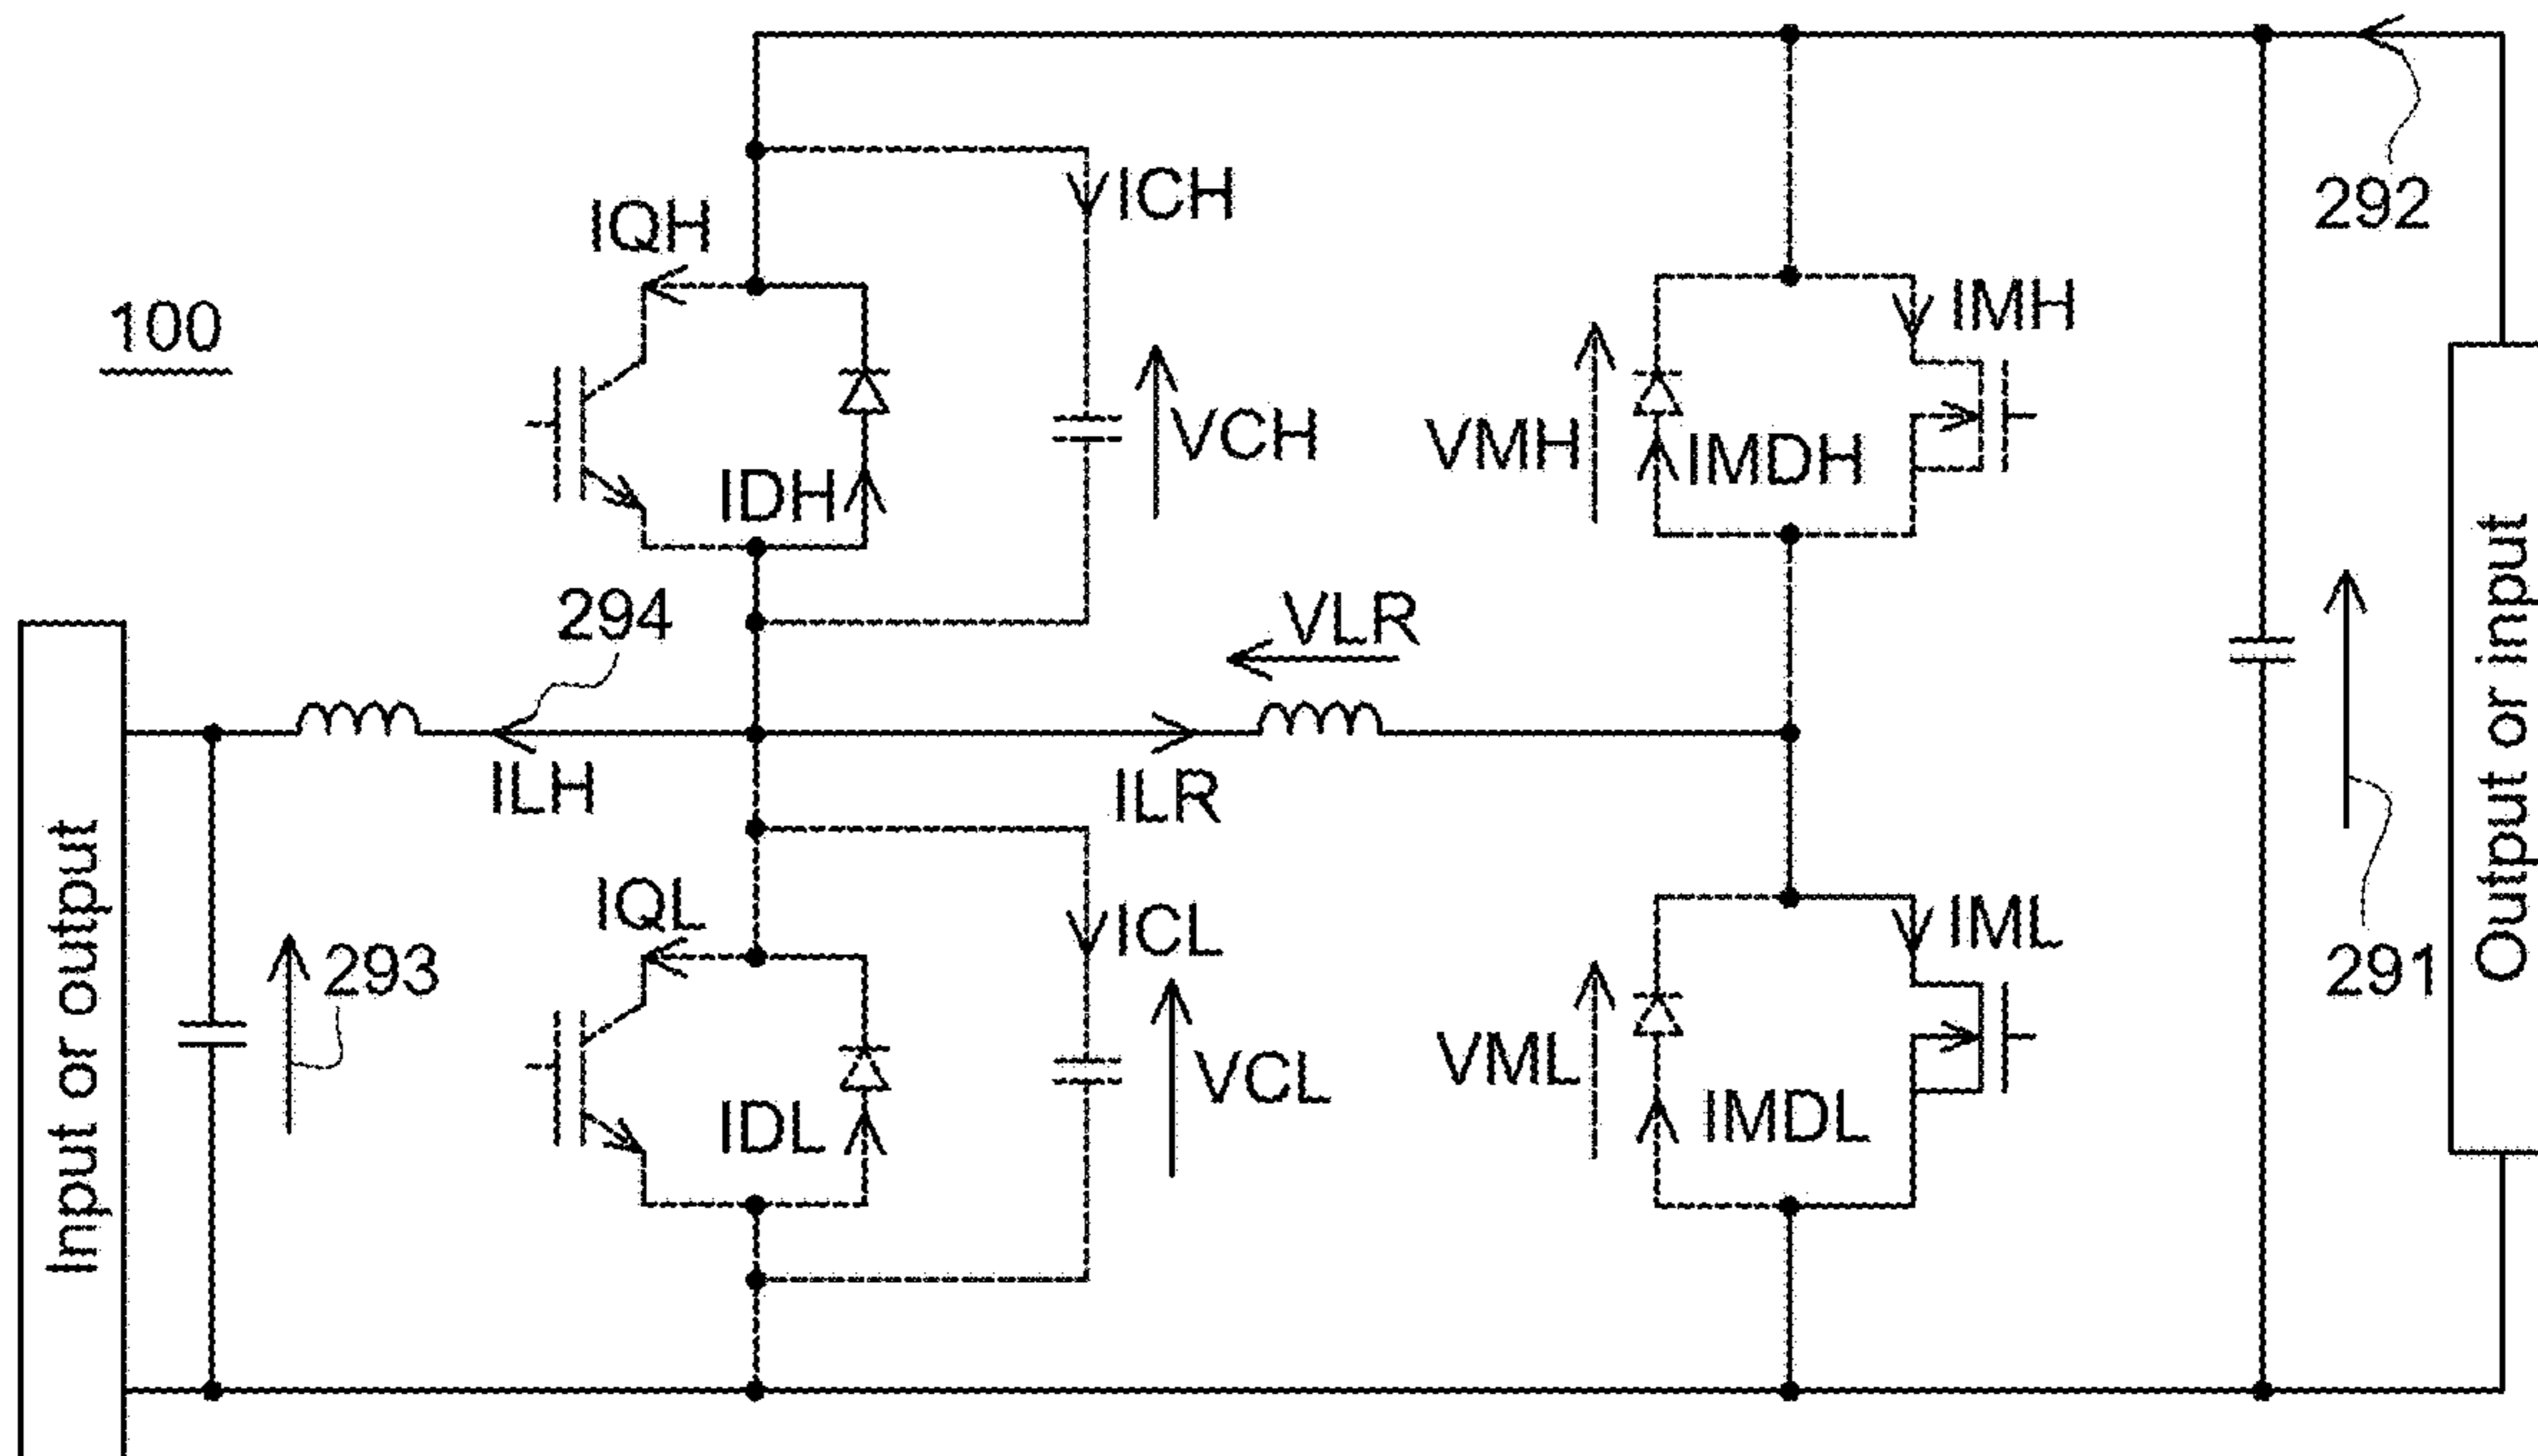 292
ICH
IQH
IMH
100
VCH
VMH
IMDH
IDH
Output or input
294
VLR
ILH
ILR
Input or output
IQL
ICL
IML
293
291
VML
VCL
IDL
IMDL